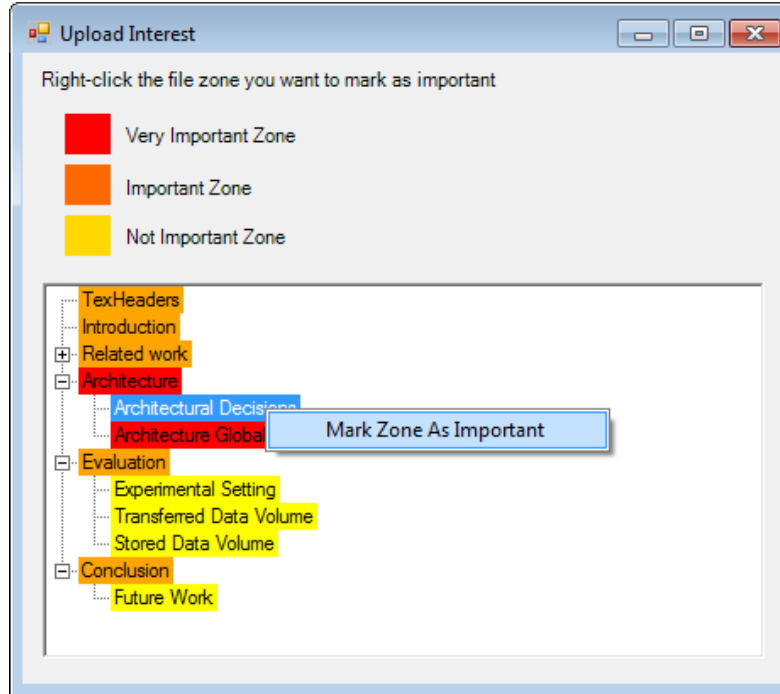 Upload Interest
Right-click the file zone you want to mark as important
Very Important Zone
Important Zone
Not Important Zone
TexHeaders
Introduction
Related work
Architecture
Architectural Decisions
Mark Zone As Important
Architecture Global
Evaluation
Experimental Setting
Transferred Data Volume
Stored Data Volume
Conclusion
Future Work